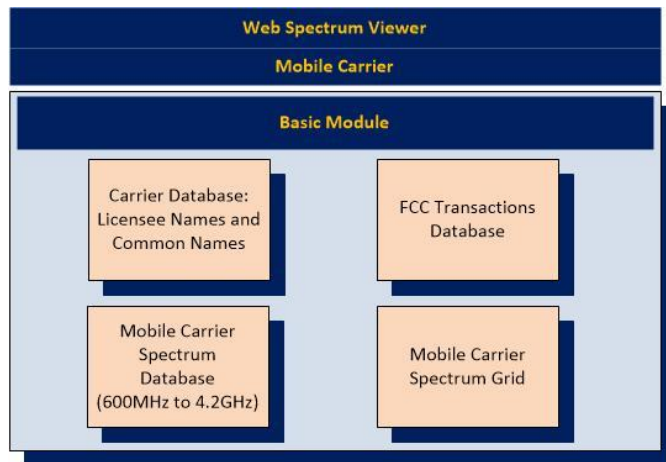 Web Spectrum Viewer
Mobile Carrier
Basic Module
Carrier Database:
Licensee Names and
Common Names
FCC Transactions
Database
Mobile Carrier
Spectrum
Database
(600MHz to 4.2GHz)
Mobile Carrier
Spectrum Grid